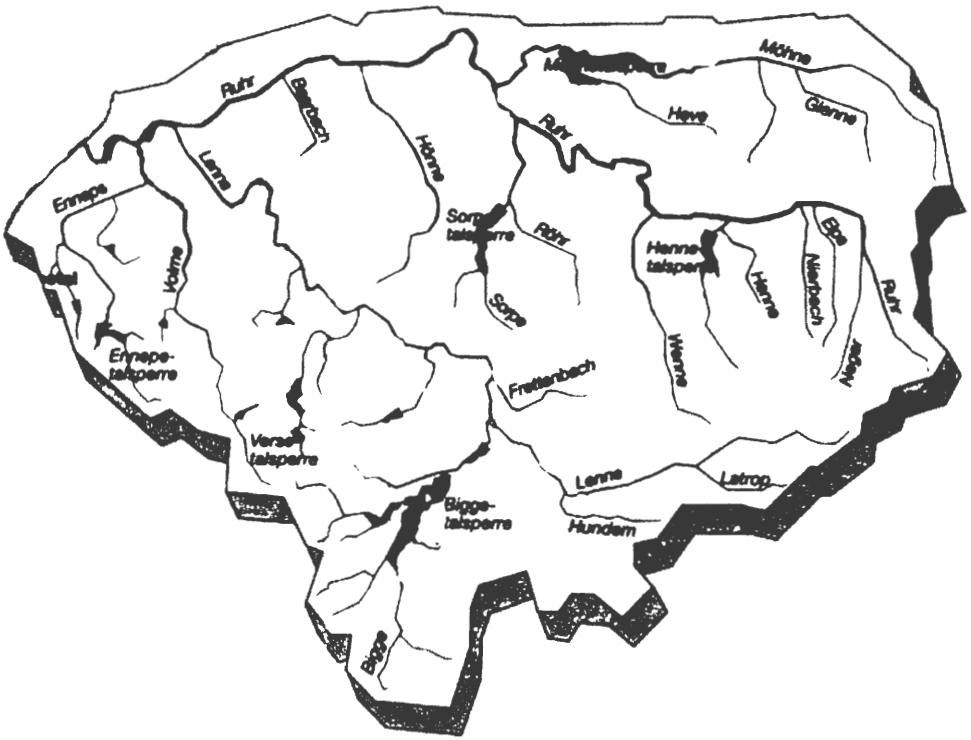 Möhne
Ruhr
Baarbach
Heve
Glenne
Ruhr
Lenne
Hönne
Ennepe
Sorpe-
talsperre
Röhr
Elpe
Henne-
talsperre
Volme
Nierbach
Henne
Ruhr
Sorpe
Ennepe-
talsperre
Wenne
Neger
Frettenbach
Verse-
talsperre
Lenne
Latrop
Bigge-
talsperre
Hundem
Bigge